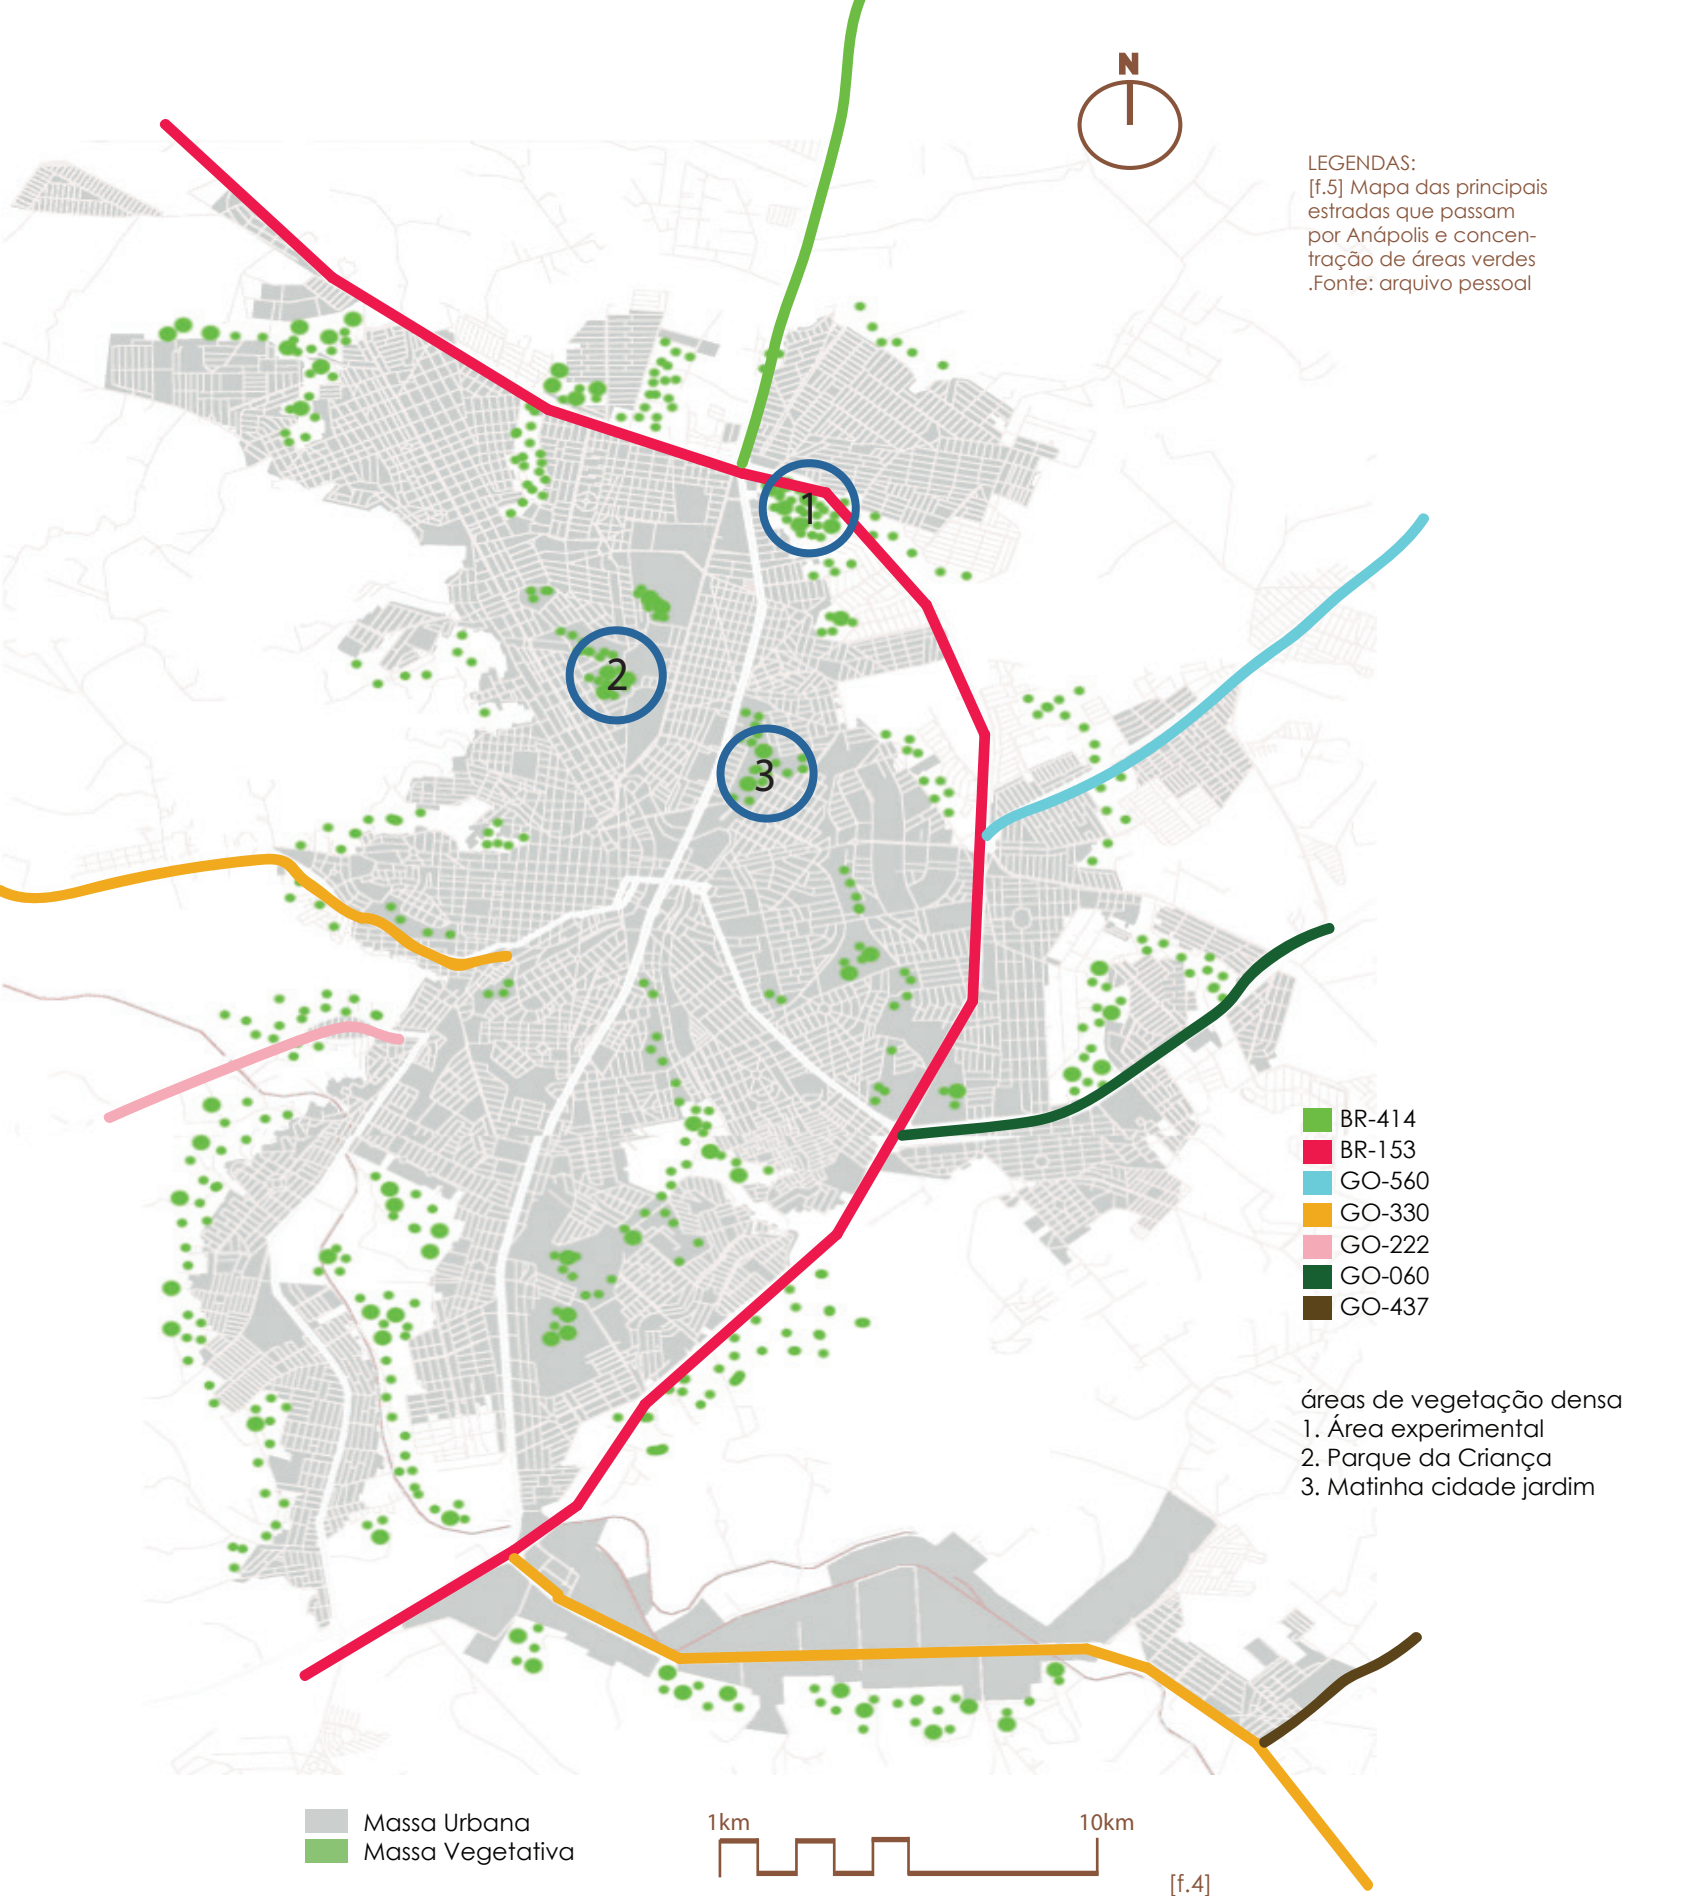 N
LEGENDAS:
[f.5] Mapa das principais
estradas que passam
por Anápolis e concen-
tração de áreas verdes
.Fonte: arquivo pessoal
1
2
3
BR-414
BR-153
GO-560
GO-330
GO-222
GO-060
GO-437
áreas de vegetação densa
1. Área experimental
2. Parque da Criança
3. Matinha cidade jardim
Massa Urbana
Massa Vegetativa
1km
10km
[f.4]